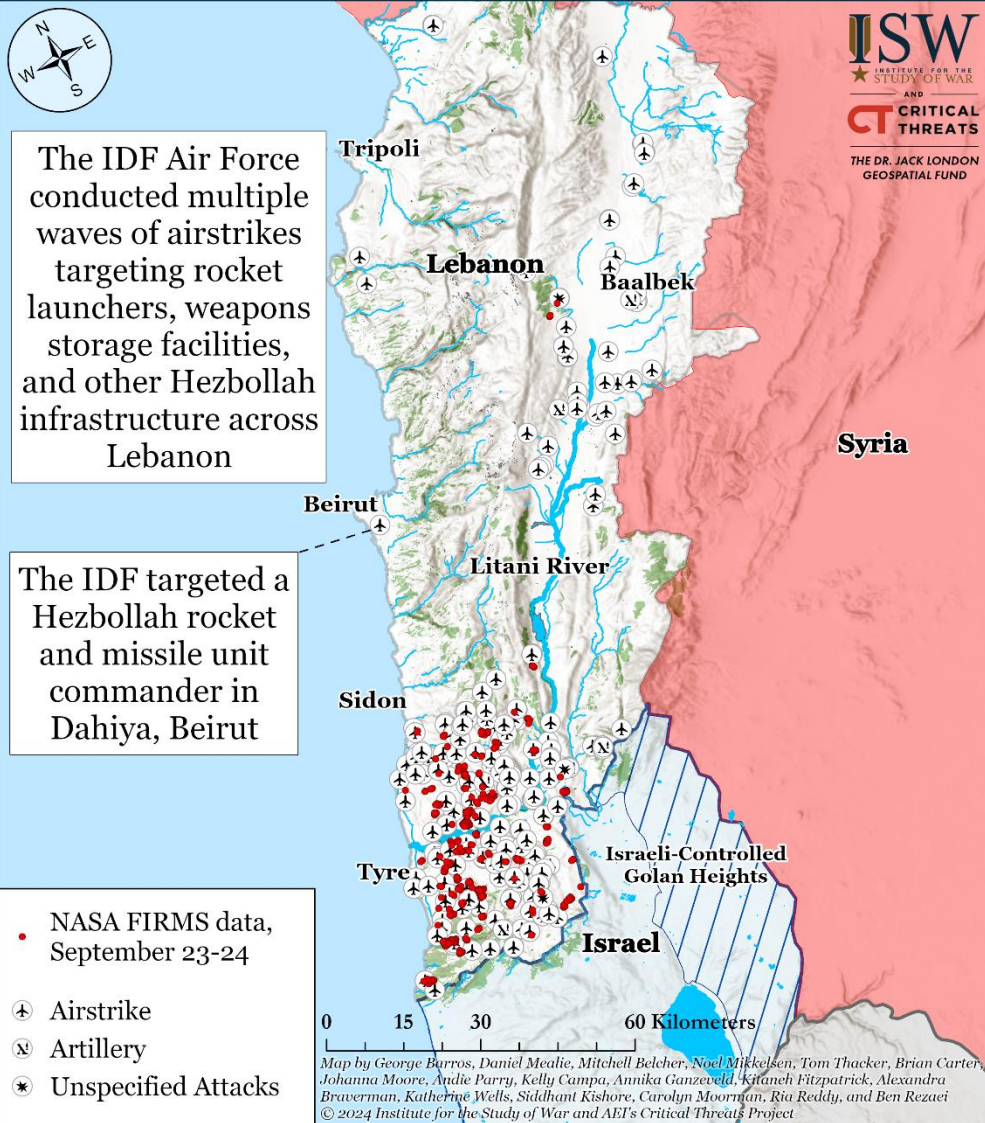 N
E
W
S
ISW
INSTITUTE FOR THE
STUDY OF WAR
AND
CT CRITICAL
THREATS
THE DR. JACK LONDON
GEOSPATIAL FUND
The IDF Air Force
conducted multiple
waves of airstrikes
targeting rocket
launchers, weapons
storage facilities,
and other Hezbollah
infrastructure across
Lebanon
Tripoli
Lebanon
Baalbek
Syria
Beirut
Litani River
The IDF targeted a
Hezbollah rocket
and missile unit
commander in
Dahiya, Beirut
Sidon
Tyre
Israeli-Controlled
Golan Heights
Israel
NASA FIRMS data,
September 23-24
Airstrike
Artillery
Unspecified Attacks
0 15 30 60 Kilometers
Map by George Barros, Daniel Mealie, Mitchell Belcher, Noel Mikkelsen, Tom Thacker, Brian Carter,
Johanna Moore, Andie Parry, Kelly Campa, Annika Ganzeveld, Kitaneh Fitzpatrick, Alexandra
Braverman, Katherine Wells, Siddhant Kishore, Carolyn Moorman, Ria Reddy, and Ben Rezaei
© 2024 Institute for the Study of War and AEI's Critical Threats Project